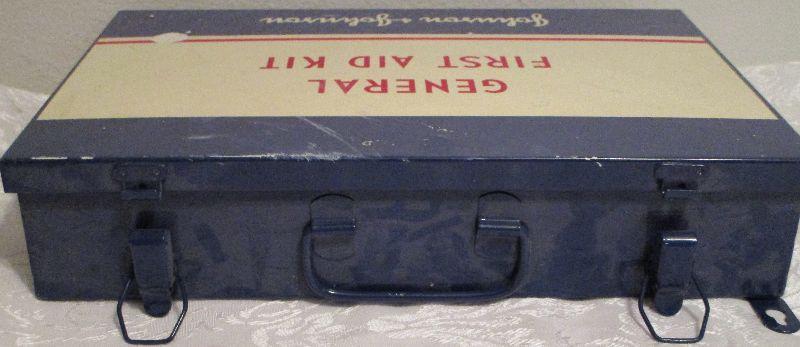 GENERAL
FIRST AID KIT
Johnson & Johnson